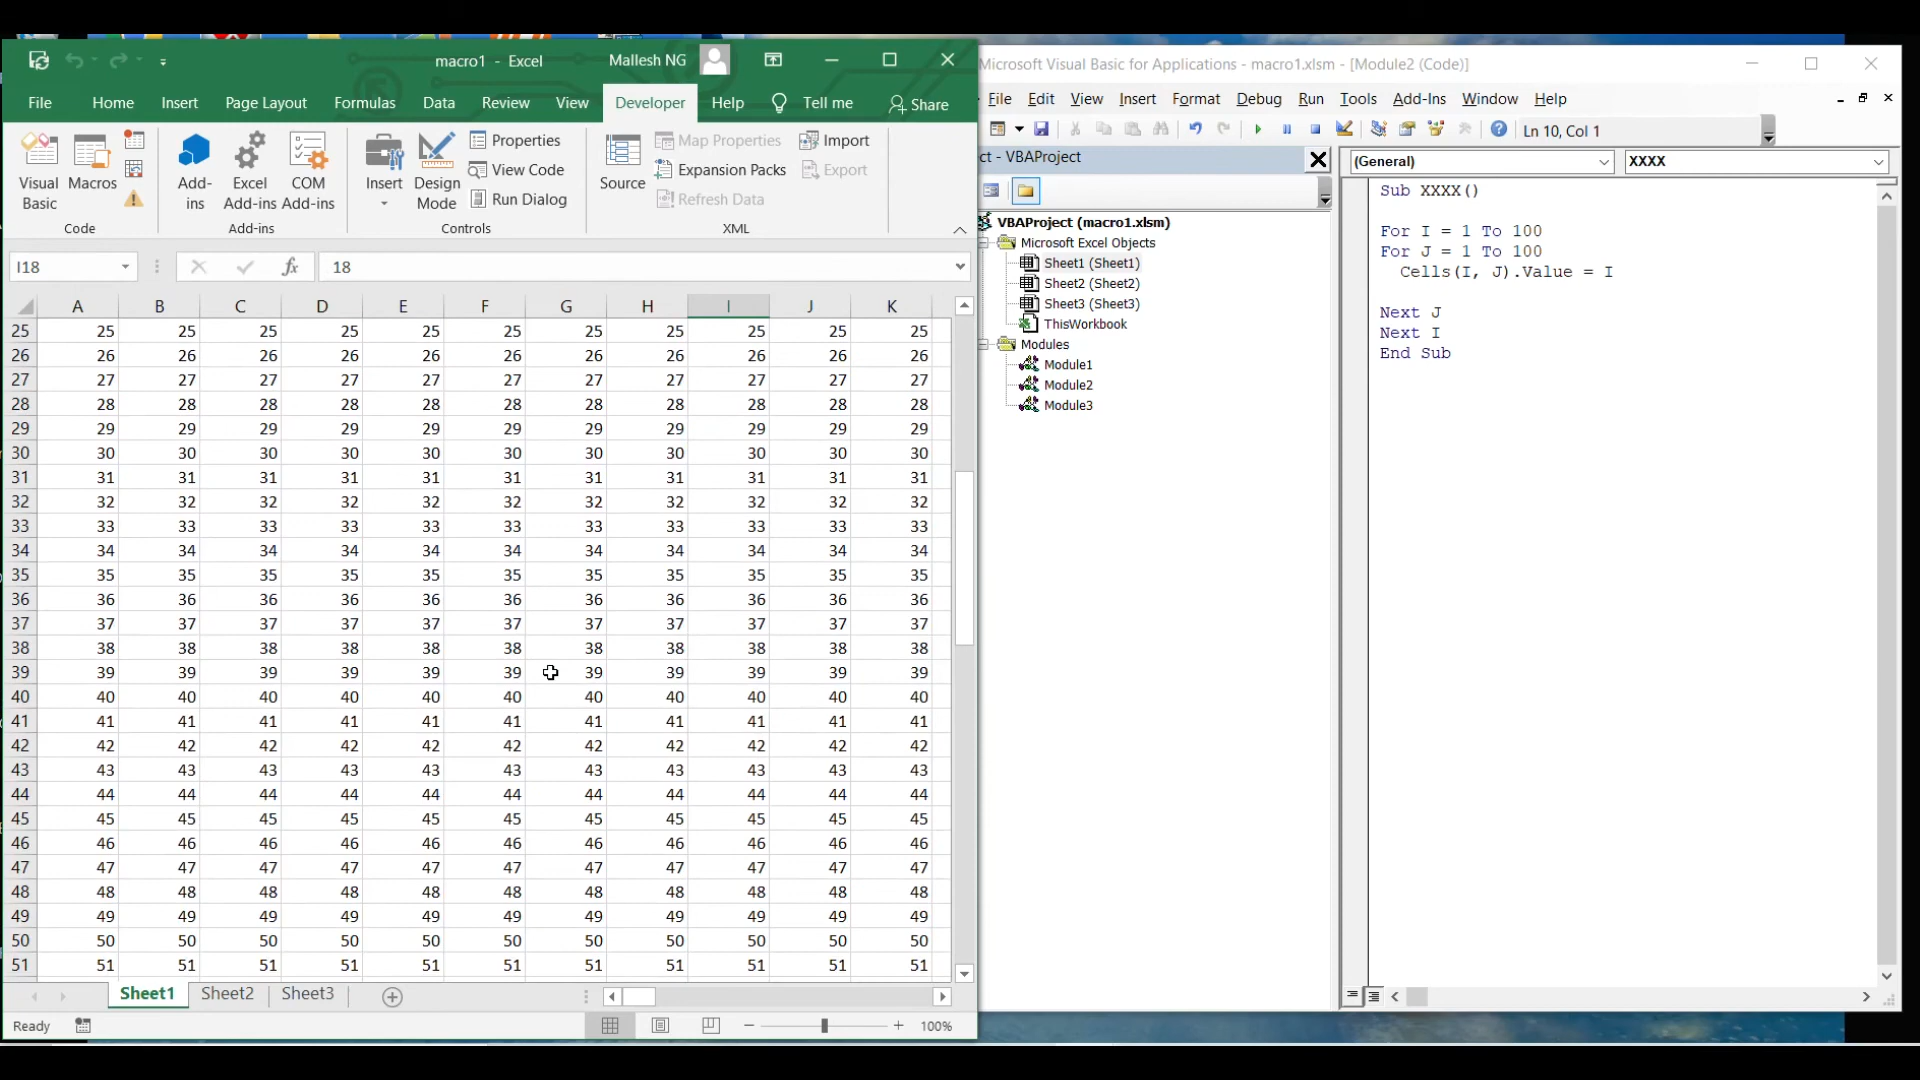 macro1 - Excel
Mallesh NG
File Home Insert Page Layout Formulas Data Review View Developer Help Tell me Share
Visual Basic
Macros
Code
Add-ins
Excel Add-ins
COM Add-ins
Add-ins
Insert
Design Mode
Properties
View Code
Run Dialog
Controls
Source
Map Properties
Expansion Packs
Refresh Data
Import
Export
XML
I18
fx
18
A B C D E F G H I J K
25 25 25 25 25 25 25 25 25 25 25 25
26 26 26 26 26 26 26 26 26 26 26 26
27 27 27 27 27 27 27 27 27 27 27 27
28 28 28 28 28 28 28 28 28 28 28 28
29 29 29 29 29 29 29 29 29 29 29 29
30 30 30 30 30 30 30 30 30 30 30 30
31 31 31 31 31 31 31 31 31 31 31 31
32 32 32 32 32 32 32 32 32 32 32 32
33 33 33 33 33 33 33 33 33 33 33 33
34 34 34 34 34 34 34 34 34 34 34 34
35 35 35 35 35 35 35 35 35 35 35 35
36 36 36 36 36 36 36 36 36 36 36 36
37 37 37 37 37 37 37 37 37 37 37 37
38 38 38 38 38 38 38 38 38 38 38 38
39 39 39 39 39 39 39 39 39 39 39 39
40 40 40 40 40 40 40 40 40 40 40 40
41 41 41 41 41 41 41 41 41 41 41 41
42 42 42 42 42 42 42 42 42 42 42 42
43 43 43 43 43 43 43 43 43 43 43 43
44 44 44 44 44 44 44 44 44 44 44 44
45 45 45 45 45 45 45 45 45 45 45 45
46 46 46 46 46 46 46 46 46 46 46 46
47 47 47 47 47 47 47 47 47 47 47 47
48 48 48 48 48 48 48 48 48 48 48 48
49 49 49 49 49 49 49 49 49 49 49 49
50 50 50 50 50 50 50 50 50 50 50 50
51 51 51 51 51 51 51 51 51 51 51 51
Sheet1 Sheet2 Sheet3
Ready
100%
Microsoft Visual Basic for Applications - macro1.xlsm - [Module2 (Code)]
File Edit View Insert Format Debug Run Tools Add-Ins Window Help
Ln 10, Col 1
ct - VBAProject
VBAProject (macro1.xlsm)
Microsoft Excel Objects
Sheet1 (Sheet1)
Sheet2 (Sheet2)
Sheet3 (Sheet3)
ThisWorkbook
Modules
Module1
Module2
Module3
(General)
XXXX
Sub XXXX()
For I = 1 To 100
For J = 1 To 100
Cells(I, J).Value = I
Next J
Next I
End Sub